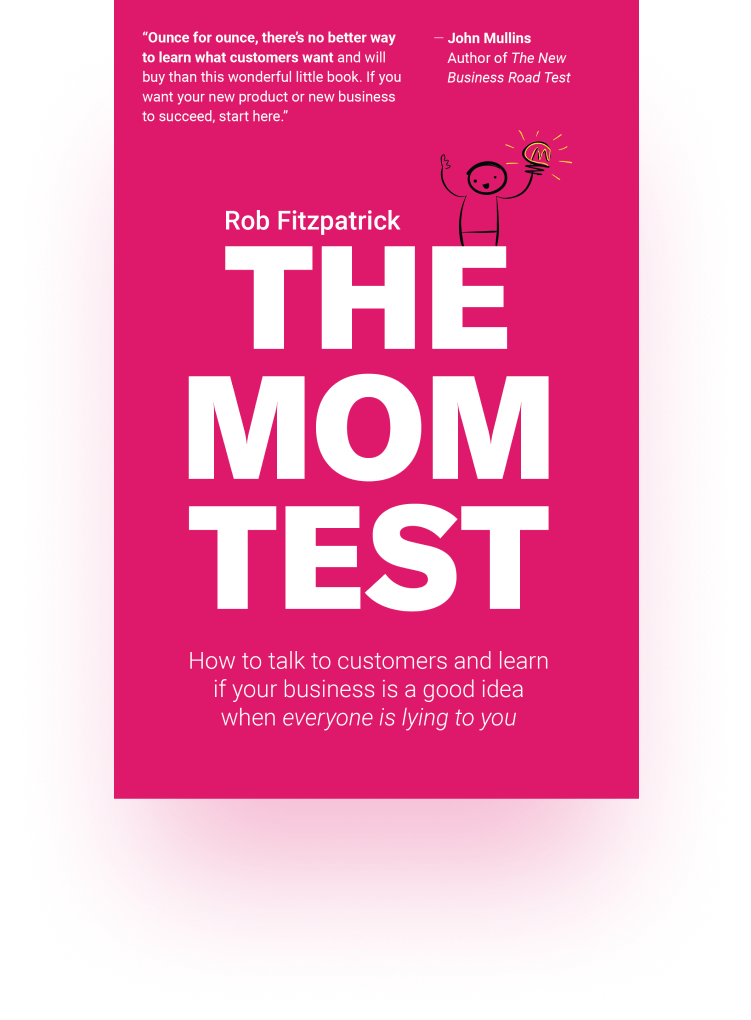 “Ounce for ounce, there’s no better way
to learn what customers want and will
buy than this wonderful little book. If you
want your new product or new business
to succeed, start here.”
— John Mullins
Author of The New
Business Road Test
Rob Fitzpatrick
THE
MOM
TEST
How to talk to customers and learn
if your business is a good idea
when everyone is lying to you